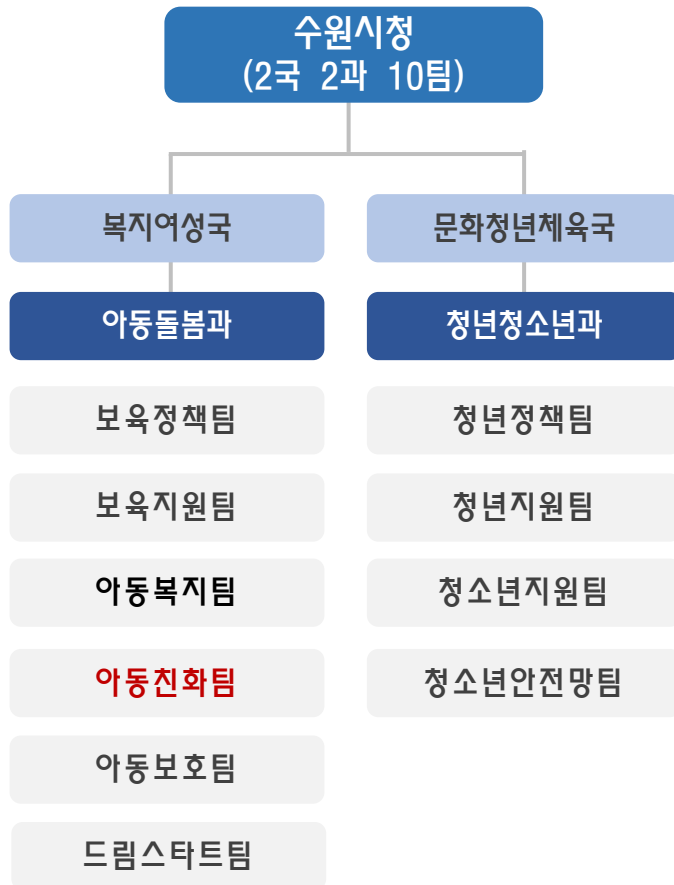 수원시청
(2국 2과 10팀)
복지여성국
문화청년체육국
아동돌봄과
청년청소년과
보육정책팀
청년정책팀
보육지원팀
청년지원팀
아동복지팀
청소년지원팀
아동친화팀
청소년안전망팀
아동보호팀
드림스타트팀